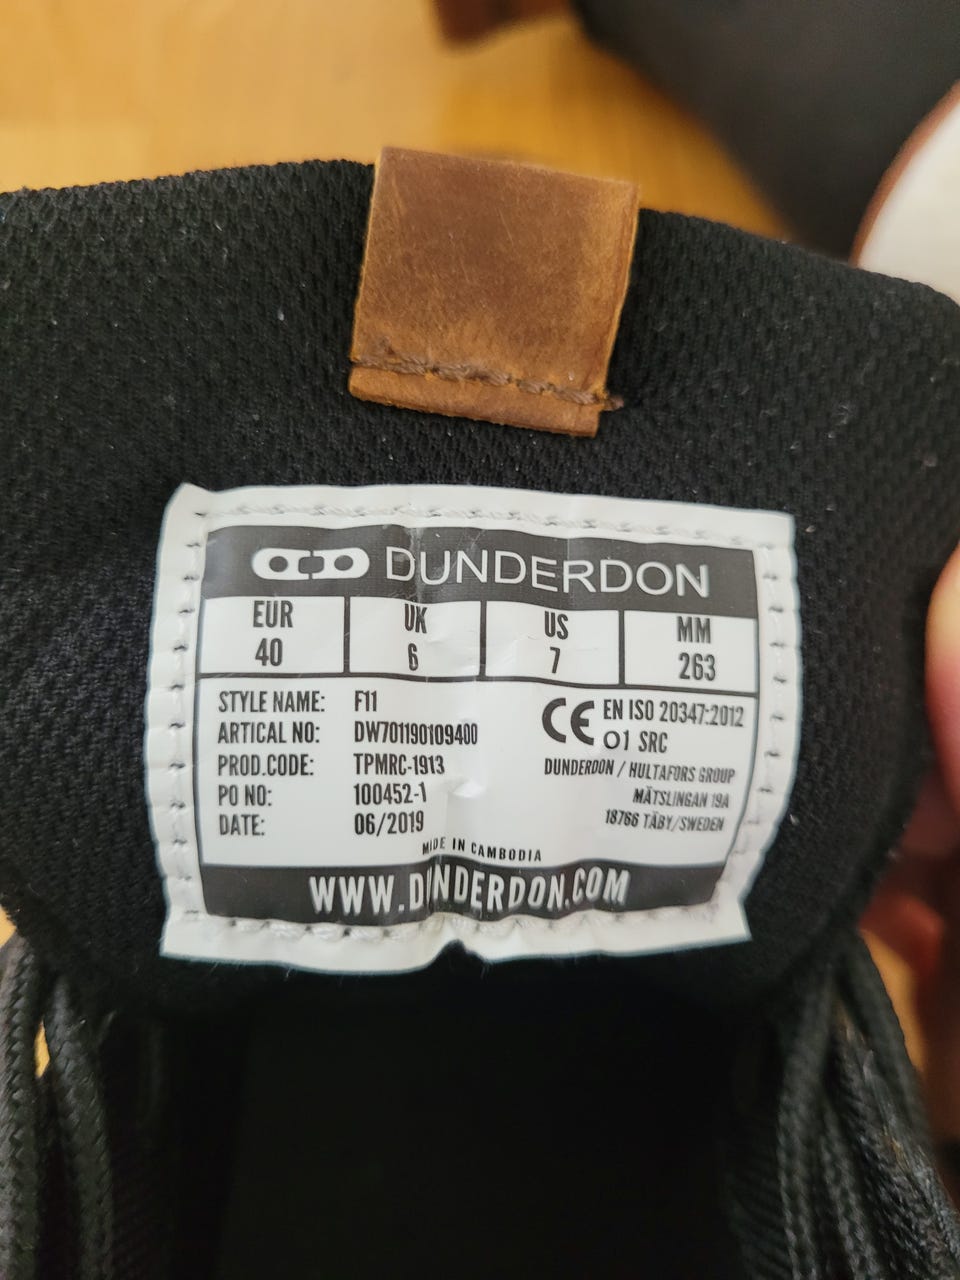 DUNDERDON
EUR UK US MM
40 6 7 263
STYLE NAME: F11
ARTICAL NO: DW701190109400
PROD.CODE: TPMRC-1913
PO NO: 100452-1
DATE: 06/2019
CE EN ISO 20347:2012
O1 SRC
DUNDERDON / HULTAFORS GROUP
MÄTSLINGAN 19A
18766 TÄBY/SWEDEN
MADE IN CAMBODIA
WWW.DUNDERDON.COM